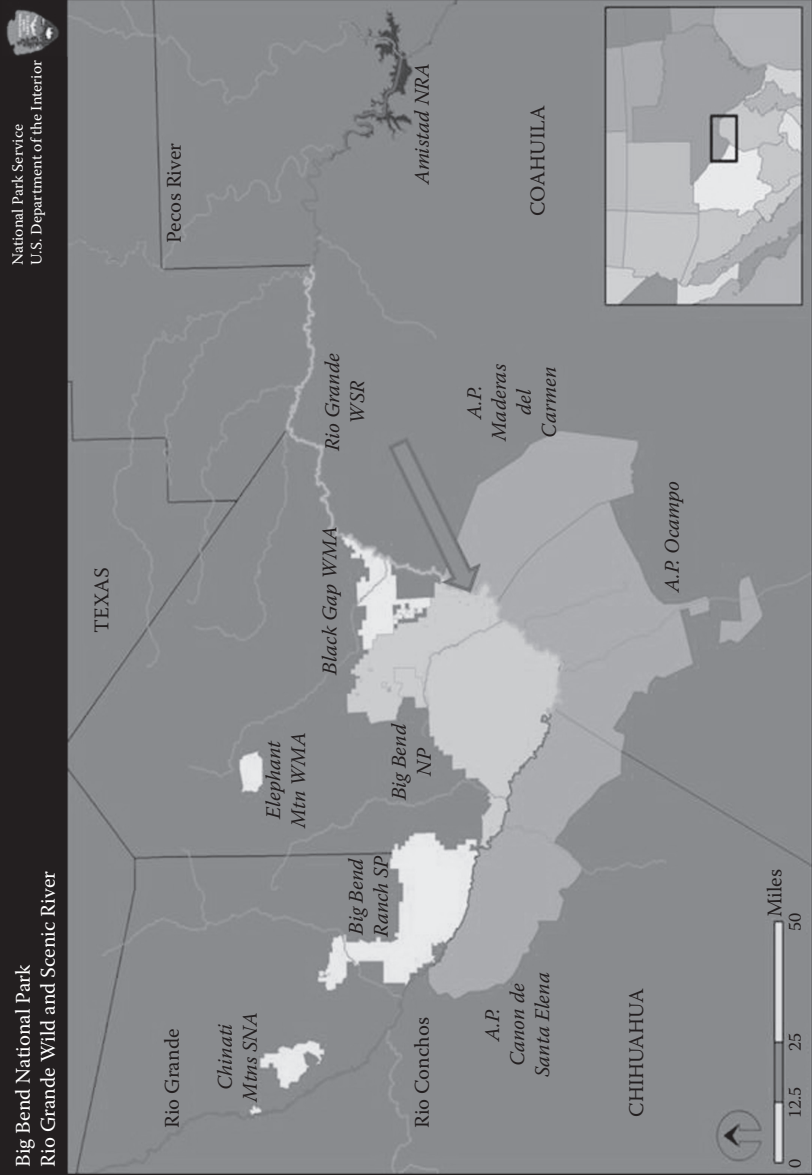 Big Bend National Park
Rio Grande Wild and Scenic River
National Park Service
U.S. Department of the Interior
TEXAS
Pecos River
Rio Grande
Chinati
Mtns SNA
Elephant
Mtn WMA
Big Bend
Ranch SP
Big Bend
NP
Black Gap WMA
Rio Grande
WSR
Amistad NRA
Rio Conchos
A.P.
Canon de
Santa Elena
A.P.
Maderas
del
Carmen
A.P. Ocampo
COAHUILA
CHIHUAHUA
0 12.5 25 50
Miles